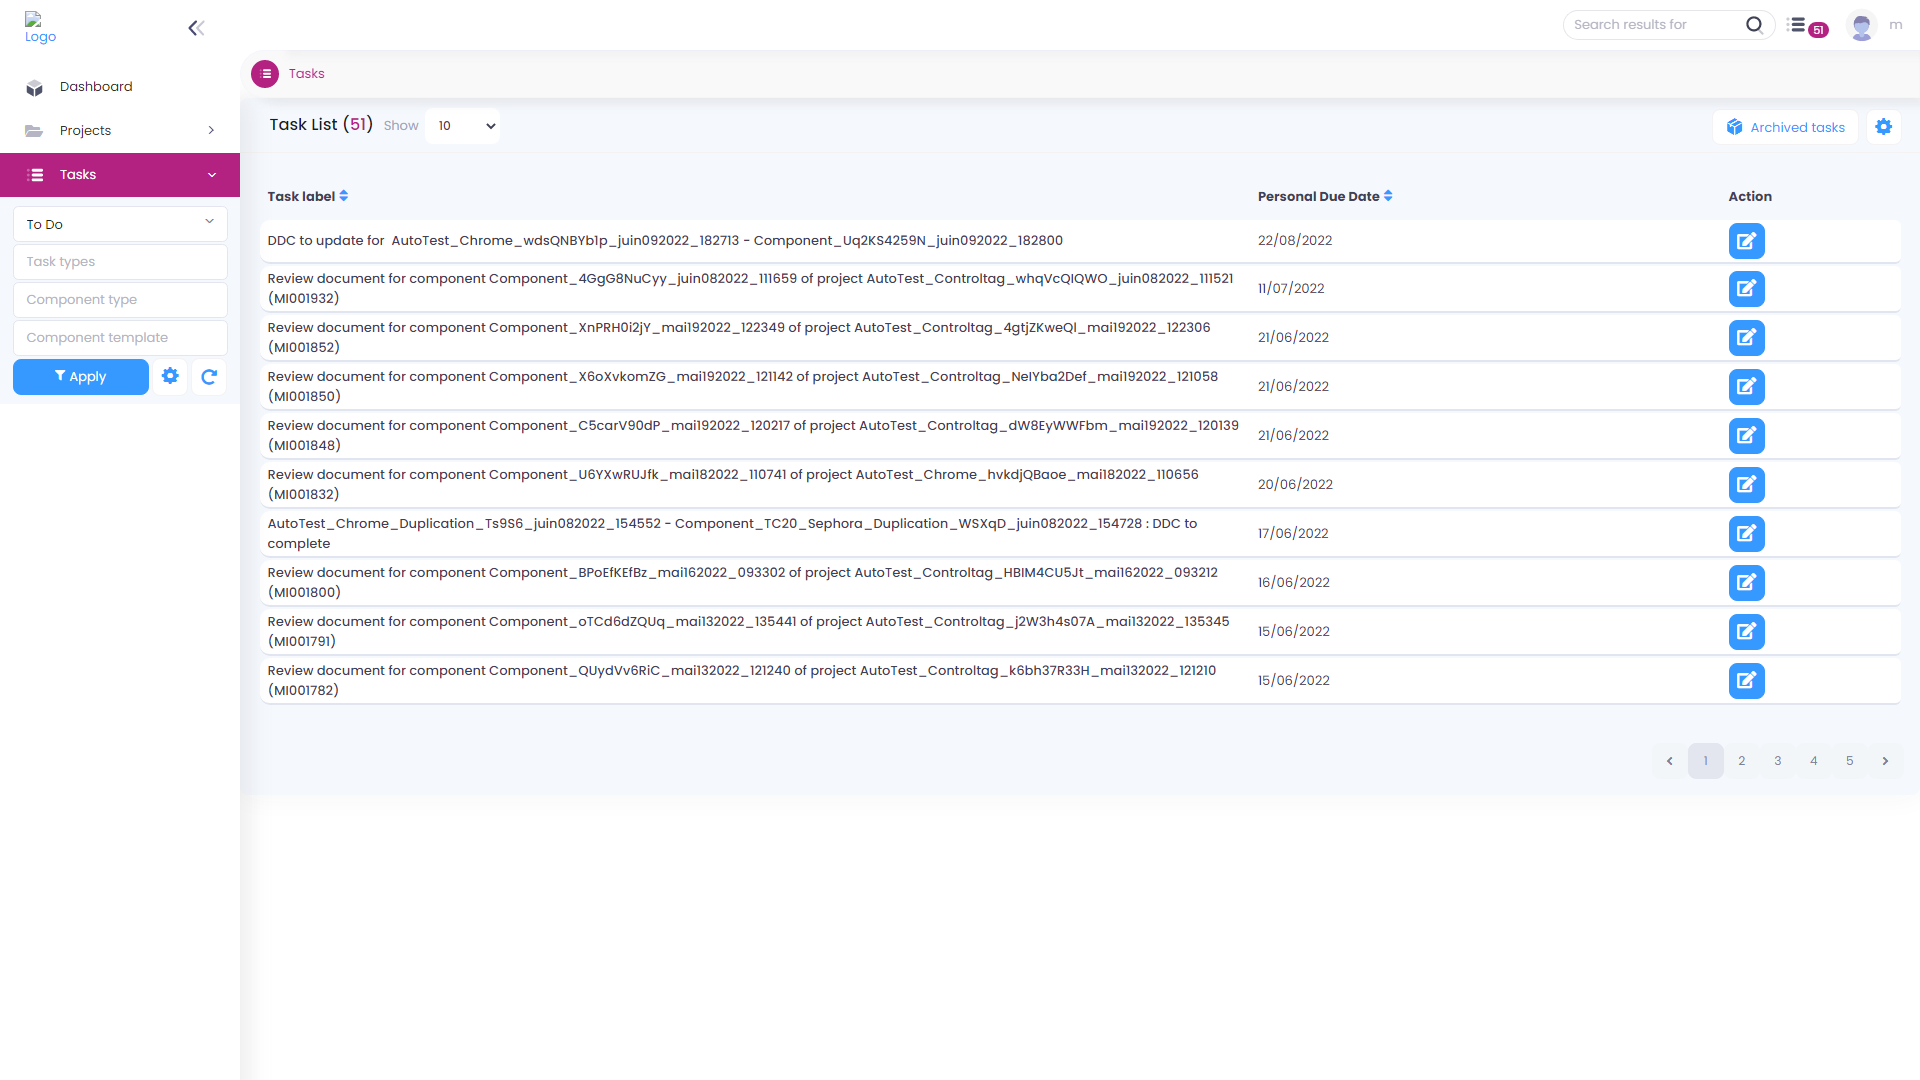 Logo
Search results for
51
m
Dashboard
Projects
Tasks
To Do
Task types
Component type
Component template
Apply
Tasks
Task List (51) Show 10
Archived tasks
Task label Personal Due Date Action
DDC to update for AutoTest_Chrome_wdsQNBYb1p_juin092022_182713 - Component_Uq2KS4259N_juin092022_182800 22/08/2022
Review document for component Component_4GgG8NuCyy_juin082022_111659 of project AutoTest_Controltag_whqVcQIQWO_juin082022_111521
(MI001932)
11/07/2022
Review document for component Component_XnPRH0i2jY_mai192022_122349 of project AutoTest_Controltag_4gtjZKweQI_mai192022_122306
(MI001852)
21/06/2022
Review document for component Component_X6oXvkomZG_mai192022_121142 of project AutoTest_Controltag_NeIYba2Def_mai192022_121058
(MI001850)
21/06/2022
Review document for component Component_C5carV90dP_mai192022_120217 of project AutoTest_Controltag_dW8EyWWFbm_mai192022_120139
(MI001848)
21/06/2022
Review document for component Component_U6YXwRUJfk_mai182022_110741 of project AutoTest_Chrome_hvkdjQBaoe_mai182022_110656
(MI001832)
20/06/2022
AutoTest_Chrome_Duplication_Ts9S6_juin082022_154552 - Component_TC20_Sephora_Duplication_WSXqD_juin082022_154728 : DDC to
complete
17/06/2022
Review document for component Component_BPoEfKEfBz_mai162022_093302 of project AutoTest_Controltag_HBIM4CU5Jt_mai162022_093212
(MI001800)
16/06/2022
Review document for component Component_oTCd6dZQUq_mai132022_135441 of project AutoTest_Controltag_j2W3h4s07A_mai132022_135345
(MI001791)
15/06/2022
Review document for component Component_QUydVv6RiC_mai132022_121240 of project AutoTest_Controltag_k6bh37R33H_mai132022_121210
(MI001782)
15/06/2022
1 2 3 4 5